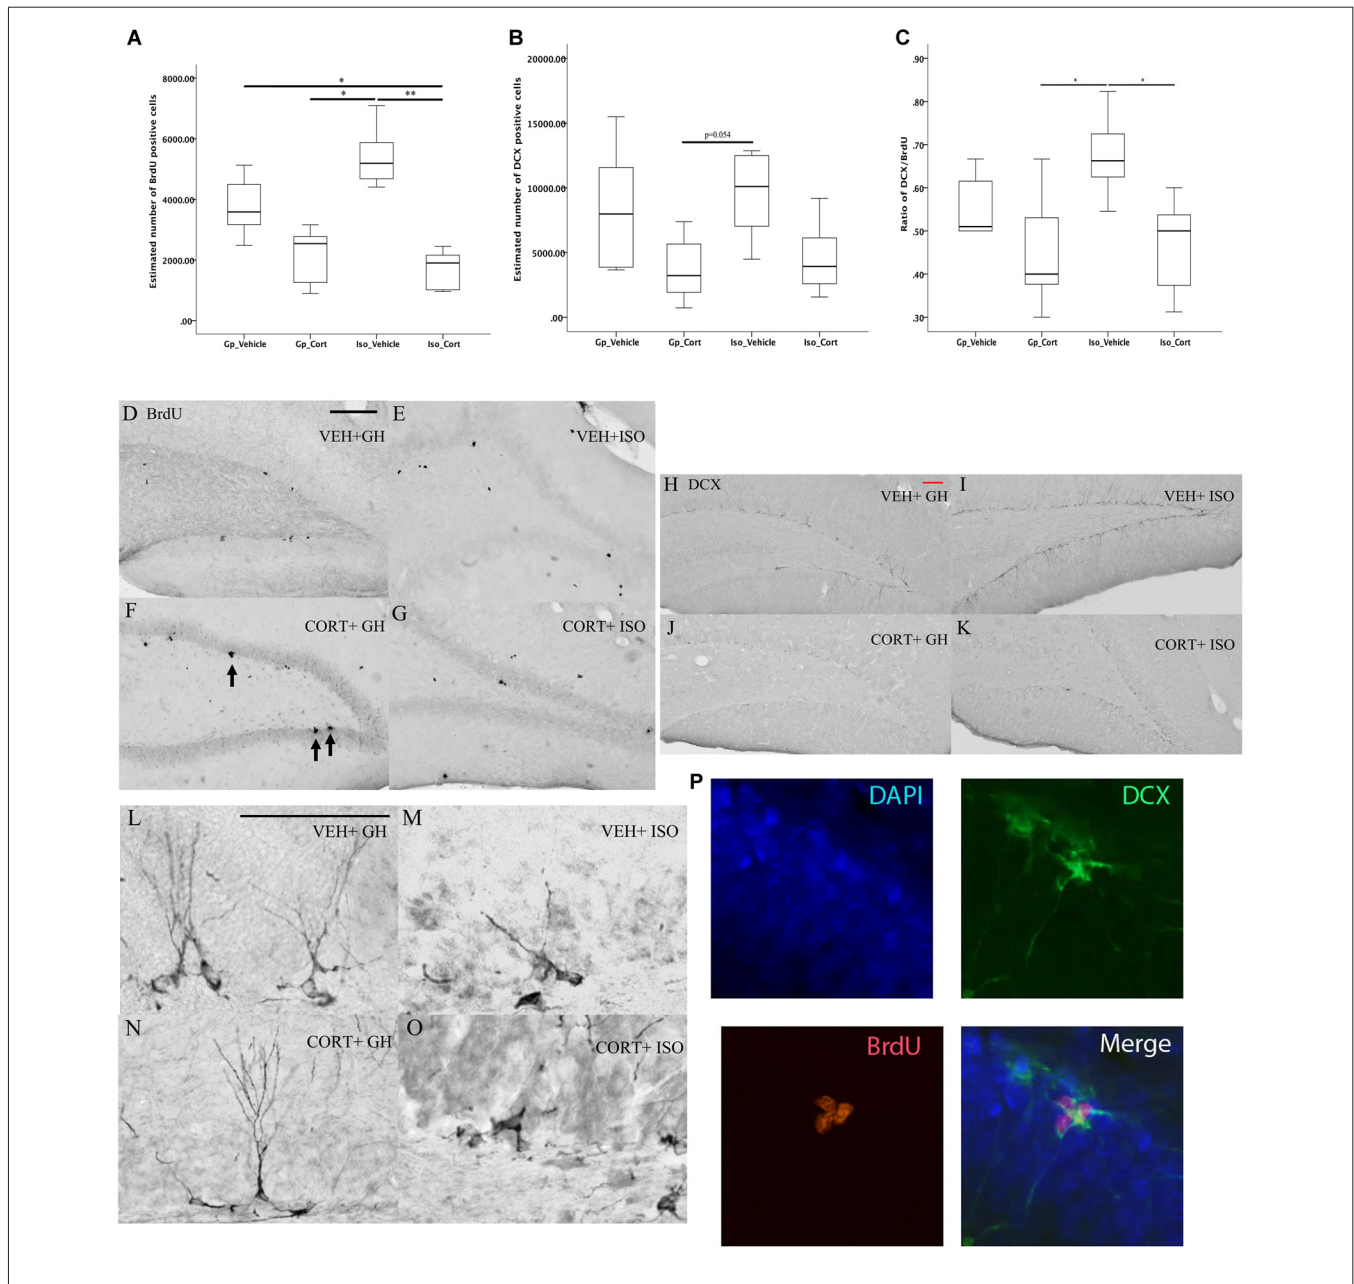 A
Estimated number of BrdU positive cells
8000.00
6000.00
4000.00
2000.00
.00
*
*
**
Gp_Vehicle
Gp_Cort
Iso_Vehicle
Iso_Cort
B
Estimated number of DCX positive cells
20000.00
15000.00
10000.00
5000.00
.00
p=0.054
Gp_Vehicle
Gp_Cort
Iso_Vehicle
Iso_Cort
C
Ratio of DCX/BrdU
.90
.80
.70
.60
.50
.40
.30
*
*
Gp_Vehicle
Gp_Cort
Iso_Vehicle
Iso_Cort
D BrdU
VEH+GH
E
VEH+ISO
F
CORT+ GH
G
CORT+ ISO
H DCX
VEH+ GH
I
VEH+ ISO
J
CORT+ GH
K
CORT+ ISO
L
VEH+ GH
M
VEH+ ISO
N
CORT+ GH
O
CORT+ ISO
P
DAPI
DCX
BrdU
Merge